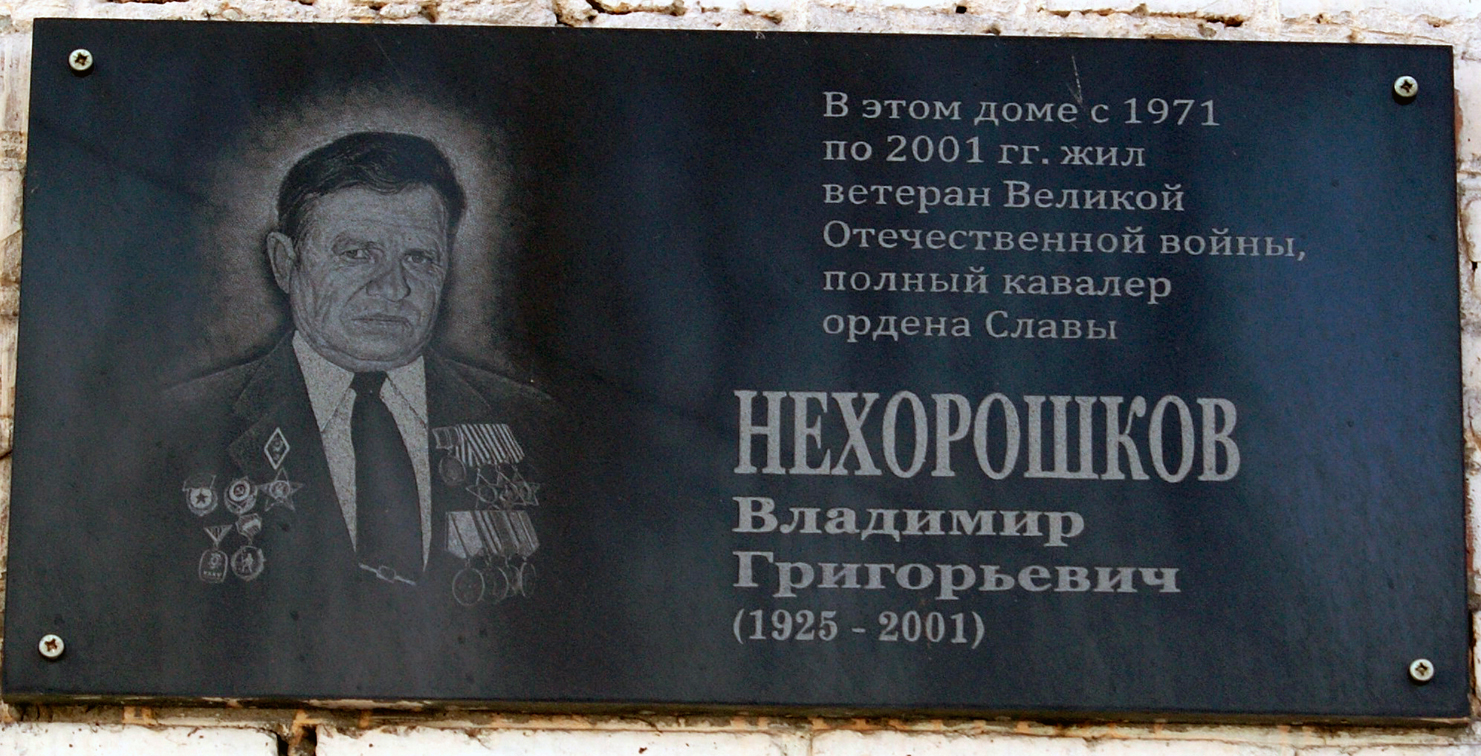 В этом доме с 1971
по 2001 гг. жил
ветеран Великой
Отечественной войны,
полный кавалер
ордена Славы
НЕХОРОШКОВ
Владимир
Григорьевич
(1925 - 2001)